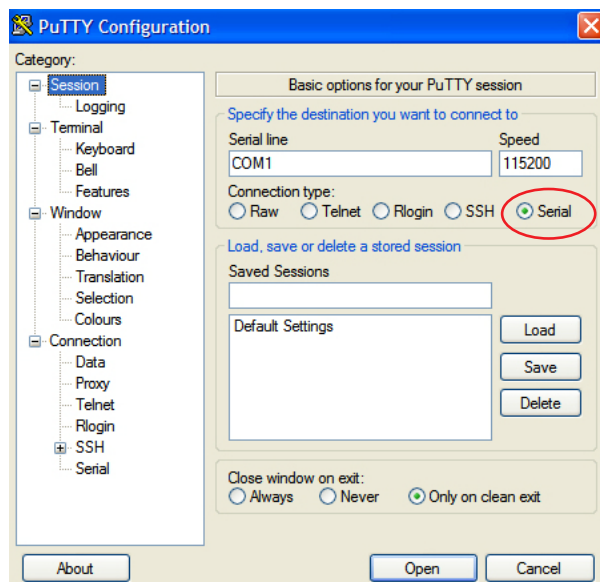 PuTTY Configuration
Category:
Session
Logging
Terminal
Keyboard
Bell
Features
Window
Appearance
Behaviour
Translation
Selection
Colours
Connection
Data
Proxy
Telnet
Rlogin
SSH
Serial
Basic options for your PuTTY session
Specify the destination you want to connect to
Serial line Speed
COM1 115200
Connection type:
Raw Telnet Rlogin SSH Serial
Load, save or delete a stored session
Saved Sessions
Default Settings
Load
Save
Delete
Close window on exit:
Always Never Only on clean exit
About Open Cancel